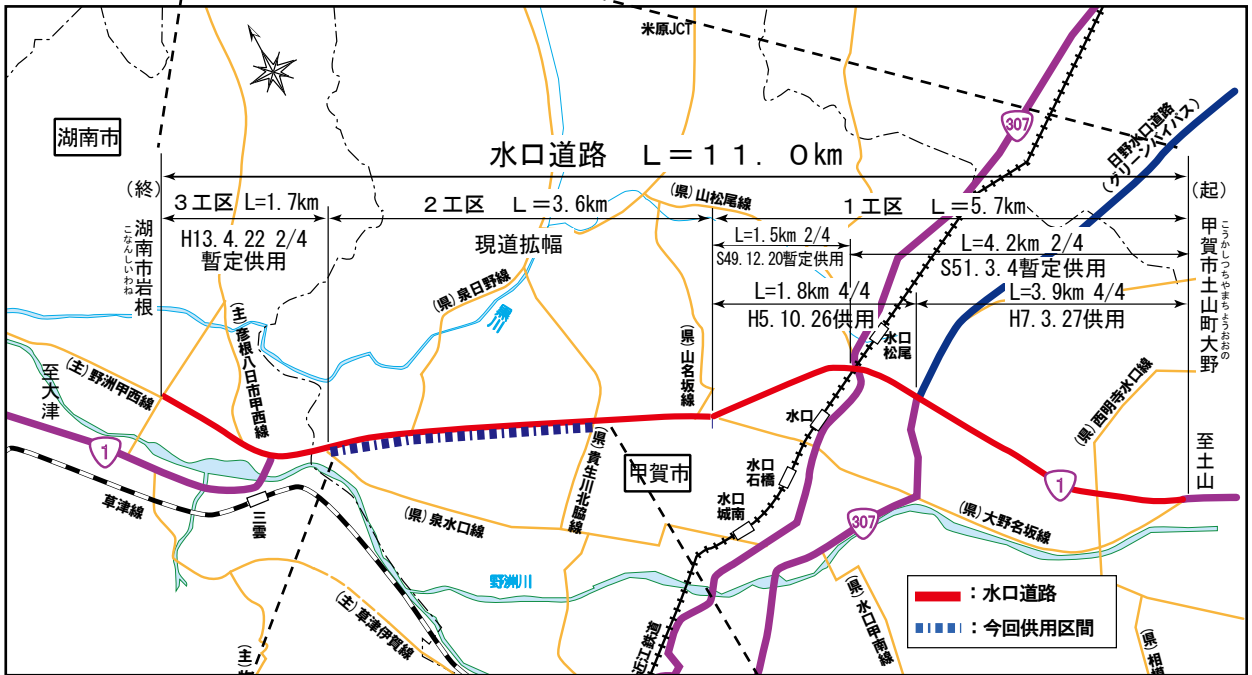 米原JCT
湖南市
307
日野水口道路
(グリーンバイパス)
水口道路 L=11.0km
(終)
湖南市岩根
こなんしいわね
(起)
甲賀市土山町大野
こうかしつちやまちょうおおの
3工区 L=1.7km
2工区 L=3.6km
1工区 L=5.7km
(県)山松尾線
H13.4.22 2/4
暫定供用
現道拡幅
L=1.5km 2/4
S49.12.20暫定供用
L=4.2km 2/4
S51.3.4暫定供用
L=1.8km 4/4
H5.10.26供用
L=3.9km 4/4
H7.3.27供用
(県)泉日野線
(主)彦根八日市甲西線
(県)山名坂線
水口
松尾
(主)野洲甲西線
至大津
1
草津線
三雲
(県)泉水口線
(県)貴生川北脇線
甲賀市
水口
水口
石橋
水口
城南
(県)西明寺水口線
至土山
1
307
(県)大野名坂線
野洲川
(主)草津伊賀線
近江鉄道
(県)水口甲南線
(県)相模
:水口道路
:今回供用区間